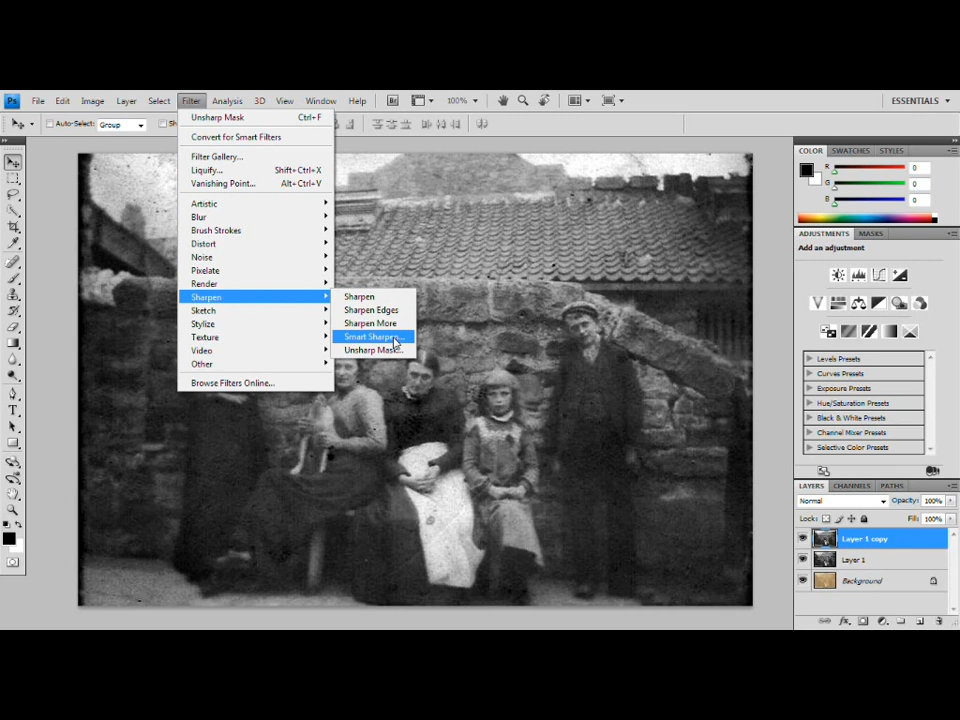 Ps File Edit Image Layer Select Filter Analysis 3D View Window Help Br 100% ESSENTIALS
Auto-Select: Group Sh
Unsharp Mask Ctrl+F
Convert for Smart Filters
Filter Gallery...
Liquify... Shift+Ctrl+X
Vanishing Point... Alt+Ctrl+V
Artistic
Blur
Brush Strokes
Distort
Noise
Pixelate
Render
Sharpen
Sketch
Stylize
Texture
Video
Other
Browse Filters Online...
Sharpen
Sharpen Edges
Sharpen More
Smart Sharpen...
Unsharp Mask...
COLOR SWATCHES STYLES
R 0
G 0
B 0
ADJUSTMENTS MASKS
Add an adjustment
Levels Presets
Curves Presets
Exposure Presets
Hue/Saturation Presets
Black & White Presets
Channel Mixer Presets
Selective Color Presets
LAYERS CHANNELS PATHS
Normal Opacity: 100%
Lock: Fill: 100%
Layer 1 copy
Layer 1
Background
fx
T